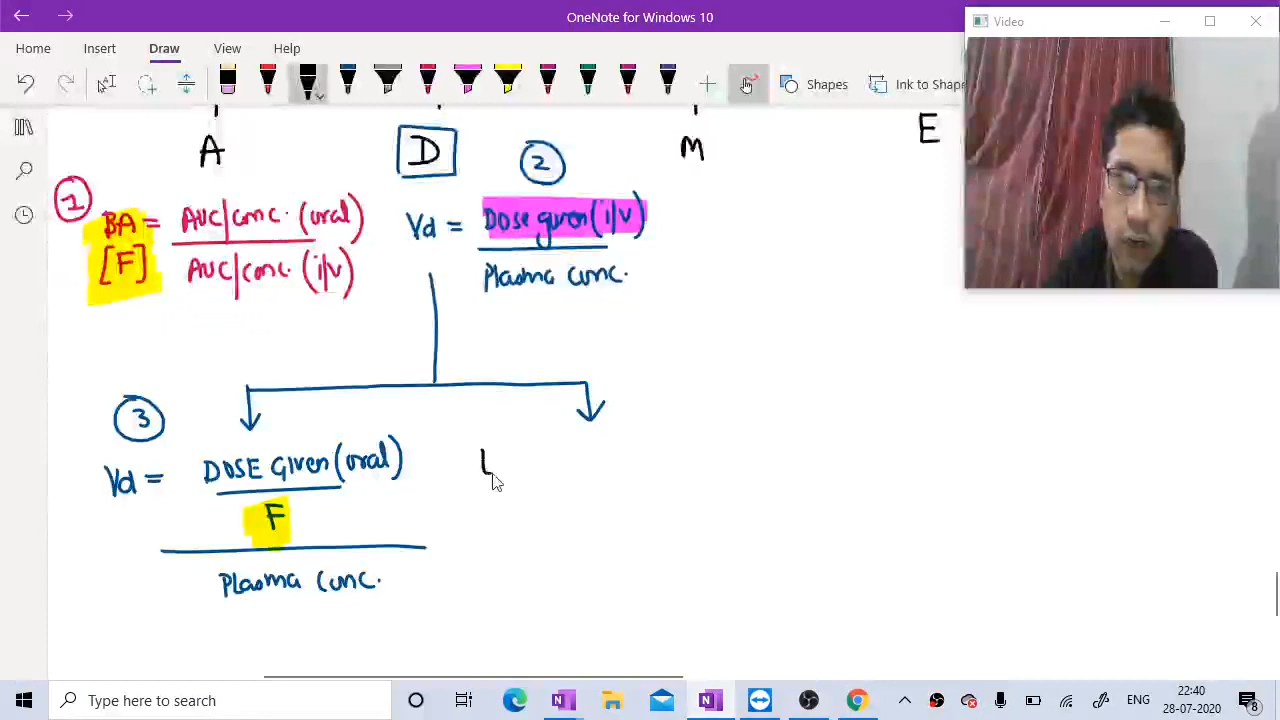 OneNote for Windows 10
Video
Home Insert Draw View Help
Shapes Ink to Shape
A D M E
1 2
BA = AUC/conc. (oral)
[F] AUC/conc. (i/v)
Vd = Dose given (i/v)
Plasma conc.
3
Vd = DOSE given (oral)
F
Plasma conc.
L
Type here to search
ENG
22:40
28-07-2020
8